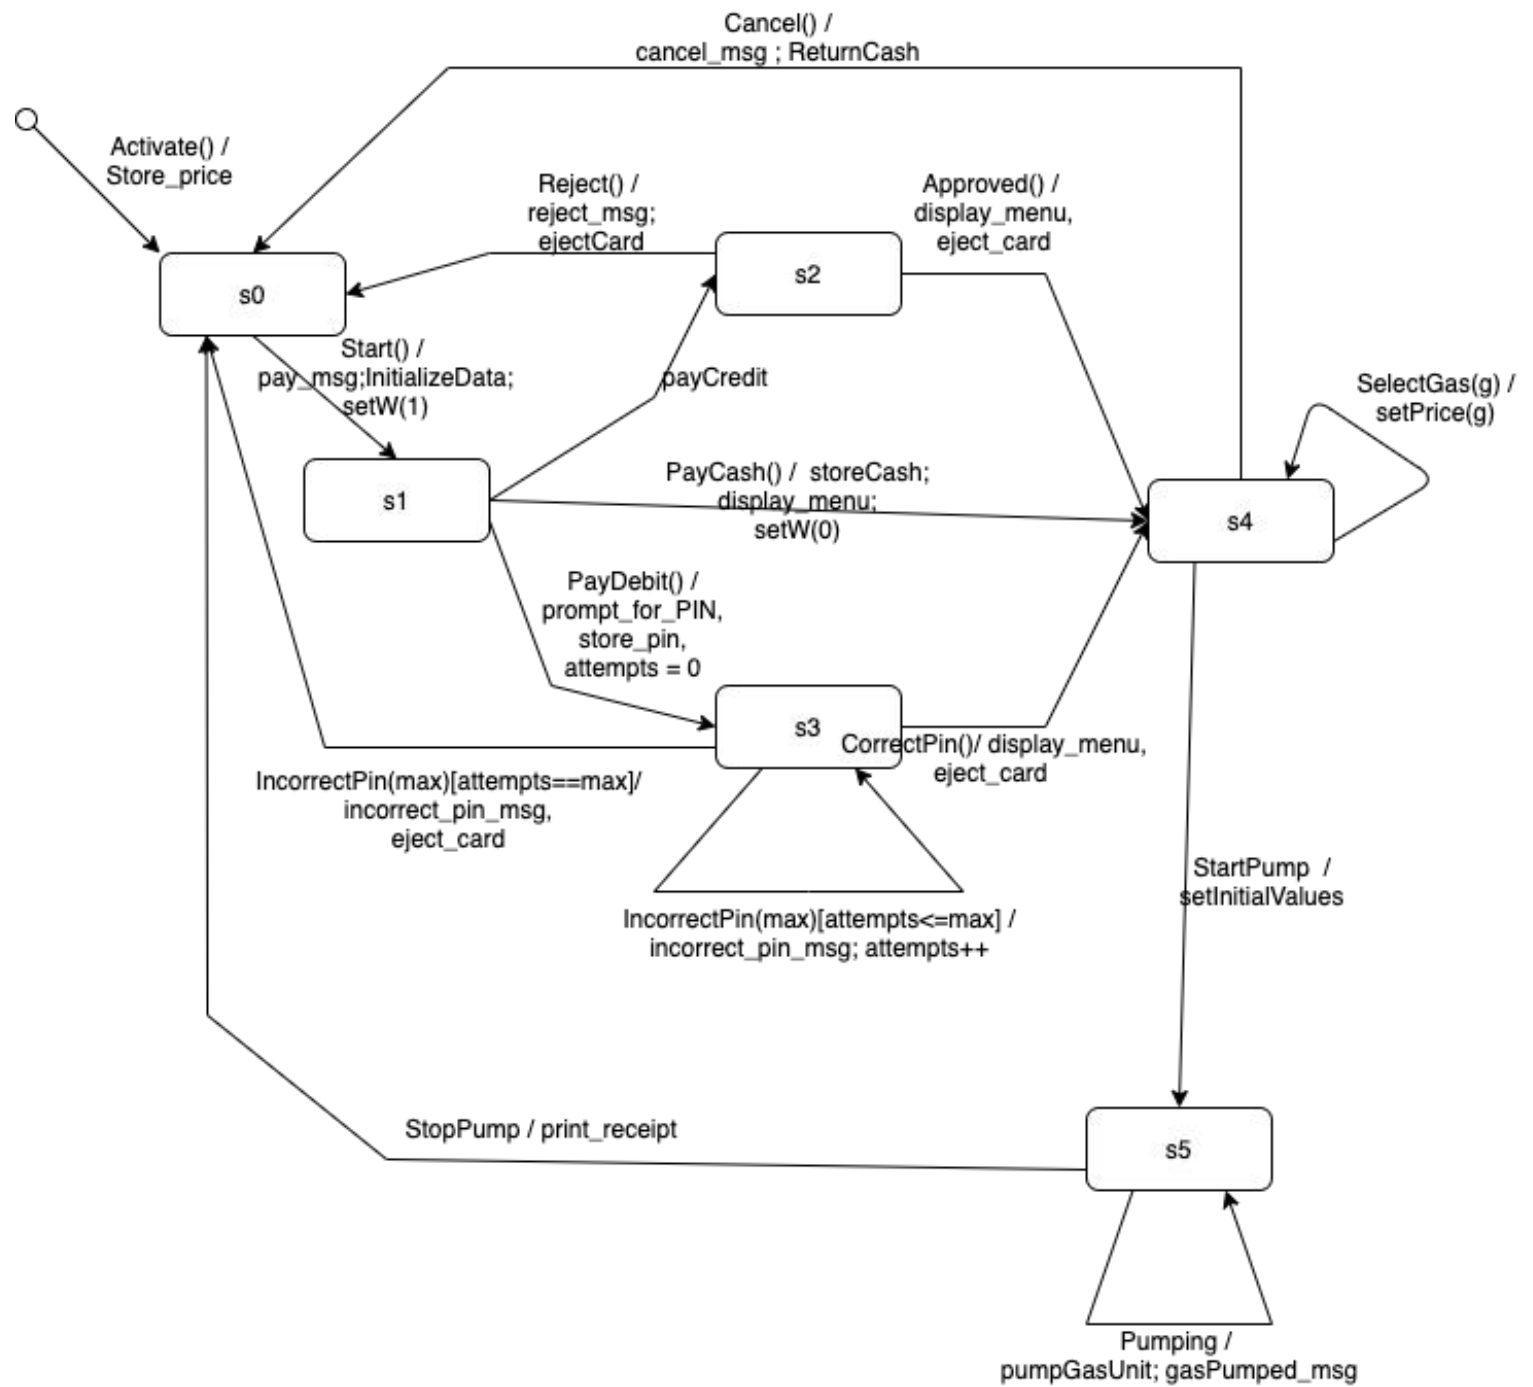 Cancel() /
cancel_msg ; ReturnCash
Activate() /
Store_price
Reject() /
reject_msg;
ejectCard
Approved() /
display_menu,
eject_card
s2
s0
Start() /
pay_msg;InitializeData;
setW(1)
payCredit
SelectGas(g) /
setPrice(g)
s1
PayCash() /  storeCash;
display_menu;
setW(0)
s4
PayDebit() /
prompt_for_PIN,
store_pin,
attempts = 0
s3
CorrectPin()/ display_menu,
eject_card
IncorrectPin(max)[attempts==max]/
incorrect_pin_msg,
eject_card
StartPump  /
setInitialValues
IncorrectPin(max)[attempts<=max] /
incorrect_pin_msg; attempts++
StopPump / print_receipt
s5
Pumping /
pumpGasUnit; gasPumped_msg